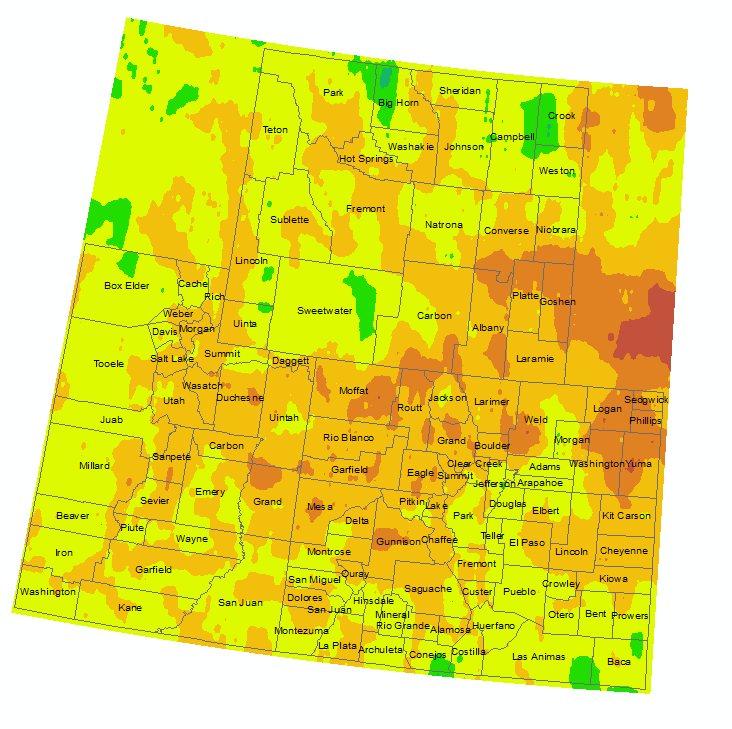 Park
Sheridan
Big Horn
Crook
Teton
Campbell
Washakie
Johnson
Hot Springs
Weston
Fremont
Sublette
Natrona
Converse
Niobrara
Lincoln
Box Elder
Cache
Rich
Platte
Goshen
Sweetwater
Weber
Carbon
Uinta
Davis
Morgan
Albany
Salt Lake
Summit
Laramie
Tooele
Daggett
Wasatch
Moffat
Utah
Duchesne
Jackson
Larimer
Sedgwick
Routt
Logan
Juab
Uintah
Weld
Phillips
Rio Blanco
Grand
Morgan
Carbon
Boulder
Sanpete
Millard
Garfield
Clear Creek
Adams
Washington
Yuma
Eagle
Summit
Jefferson
Arapahoe
Emery
Sevier
Grand
Mesa
Pitkin
Lake
Douglas
Elbert
Beaver
Park
Kit Carson
Piute
Delta
Wayne
Gunnison
Chaffee
Teller
El Paso
Iron
Montrose
Lincoln
Cheyenne
Garfield
Fremont
Ouray
San Miguel
Crowley
Kiowa
Washington
Saguache
Custer
Pueblo
Dolores
San Juan
Hinsdale
Kane
San Juan
Mineral
Otero
Bent
Prowers
Rio Grande
Alamosa
Huerfano
Montezuma
La Plata
Archuleta
Conejos
Costilla
Las Animas
Baca